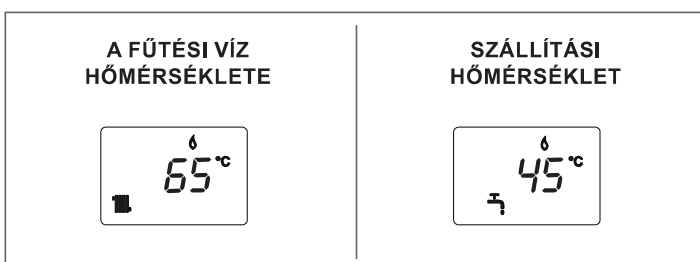 A FŰTÉSI VÍZ
HŐMÉRSÉKLETE
65°C
SZÁLLÍTÁSI
HŐMÉRSÉKLET
45°C